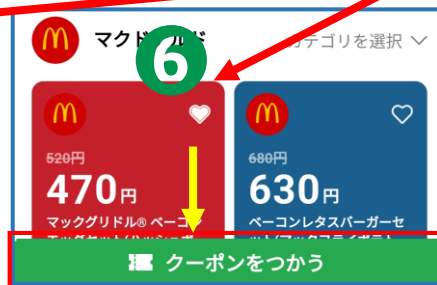 マクドナルド
カテゴリを選択
6
520円
470円
マックグリドル® ベーコン
680円
630円
ベーコンレタスバーガーセ
クーポンをつかう